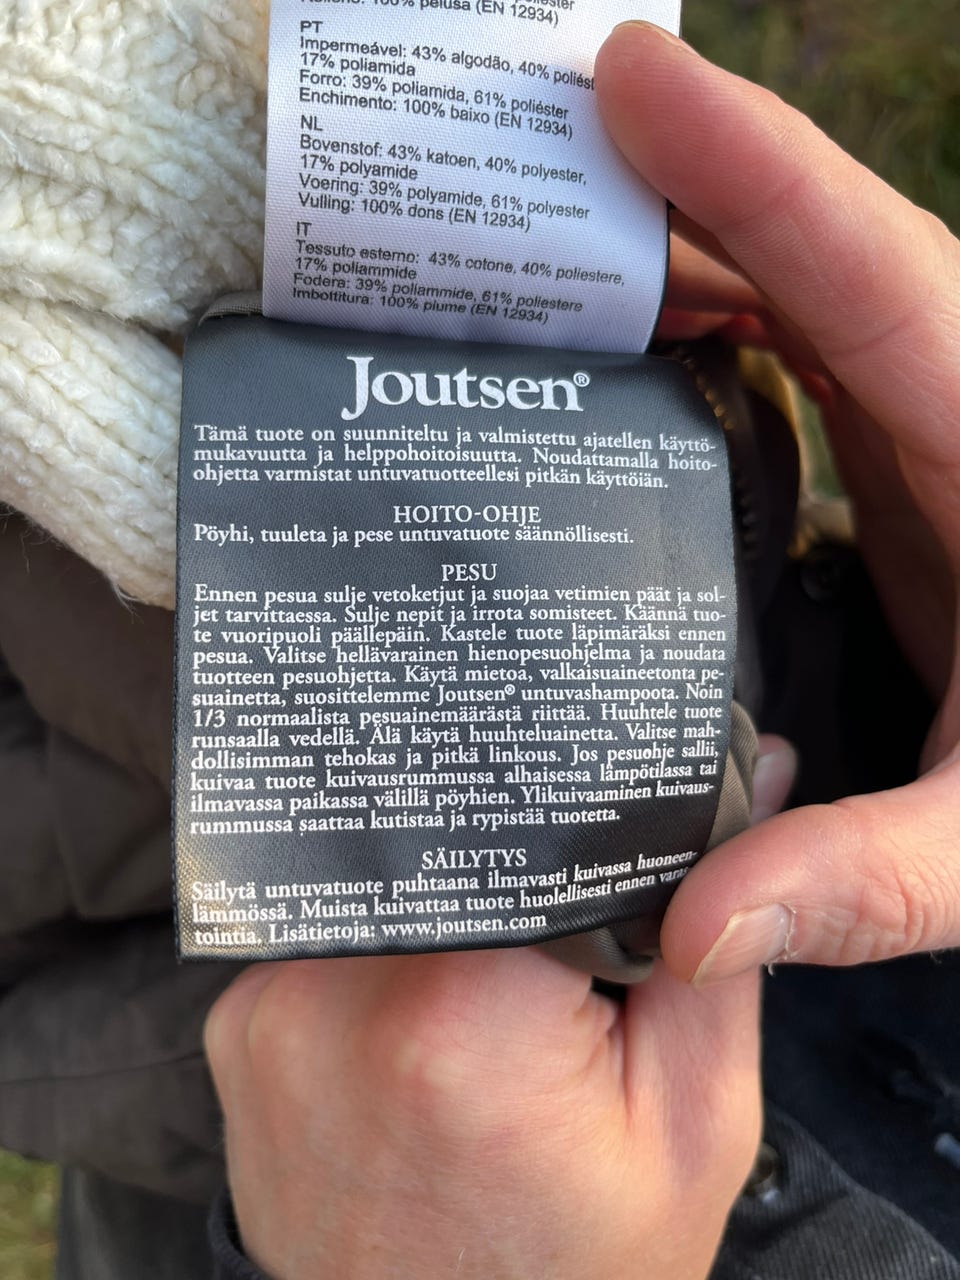 100% pelusa (EN 12934)
PT
Impermeável: 43% algodão, 40% poliést
17% poliamida
Forro: 39% poliamida, 61% poliéster
Enchimento: 100% baixo (EN 12934)
NL
Bovenstof: 43% katoen, 40% polyester,
17% polyamide
Voering: 39% polyamide, 61% polyester
Vulling: 100% dons (EN 12934)
IT
Tessuto esterno: 43% cotone, 40% poliestere,
17% poliammide
Fodera: 39% poliammide, 61% poliestere
Imbottitura: 100% piume (EN 12934)
Joutsen®
Tämä tuote on suunniteltu ja valmistettu ajatellen käyttö-
mukavuutta ja helppohoitoisuutta. Noudattamalla hoito-
ohjetta varmistat untuvatuotteellesi pitkän käyttöiän.
HOITO-OHJE
Pöyhi, tuuleta ja pese untuvatuote säännöllisesti.
PESU
Ennen pesua sulje vetoketjut ja suojaa vetimien päät ja sol-
jet tarvittaessa. Sulje nepit ja irrota somisteet. Käännä tuo-
te vuoripuoli päällepäin. Kastele tuote läpimäräksi ennen
pesua. Valitse hellävarainen hienopesuohjelma ja noudata
tuotteen pesuohjetta. Käytä mietoa, valkaisuaineetonta pe-
suainetta, suosittelemme Joutsen® untuvashampoota. Noin
1/3 normaalista pesuainemäärästä riittää. Huuhtele tuote
runsaalla vedellä. Älä käytä huuhteluainetta. Valitse mah-
dollisimman tehokas ja pitkä linkous. Jos pesuohje sallii,
kuivaa tuote kuivausrummussa alhaisessa lämpötilassa tai
ilmavassa paikassa välillä pöyhien. Ylikuivaaminen kuivaus-
rummussa saattaa kutistaa ja rypistää tuotetta.
SÄILYTYS
Säilytä untuvatuote puhtaana ilmavasti kuivassa huoneen-
lämmössä. Muista kuivattaa tuote huolellisesti ennen varas-
tointia. Lisätietoja: www.joutsen.com